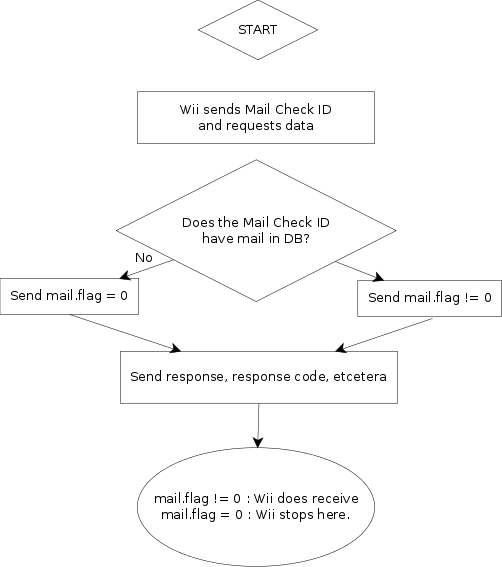 START
Wii sends Mail Check ID
and requests data
Does the Mail Check ID
have mail in DB?
No
Send mail.flag = 0
Send mail.flag != 0
Send response, response code, etcetera
mail.flag != 0 : Wii does receive
mail.flag = 0 : Wii stops here.